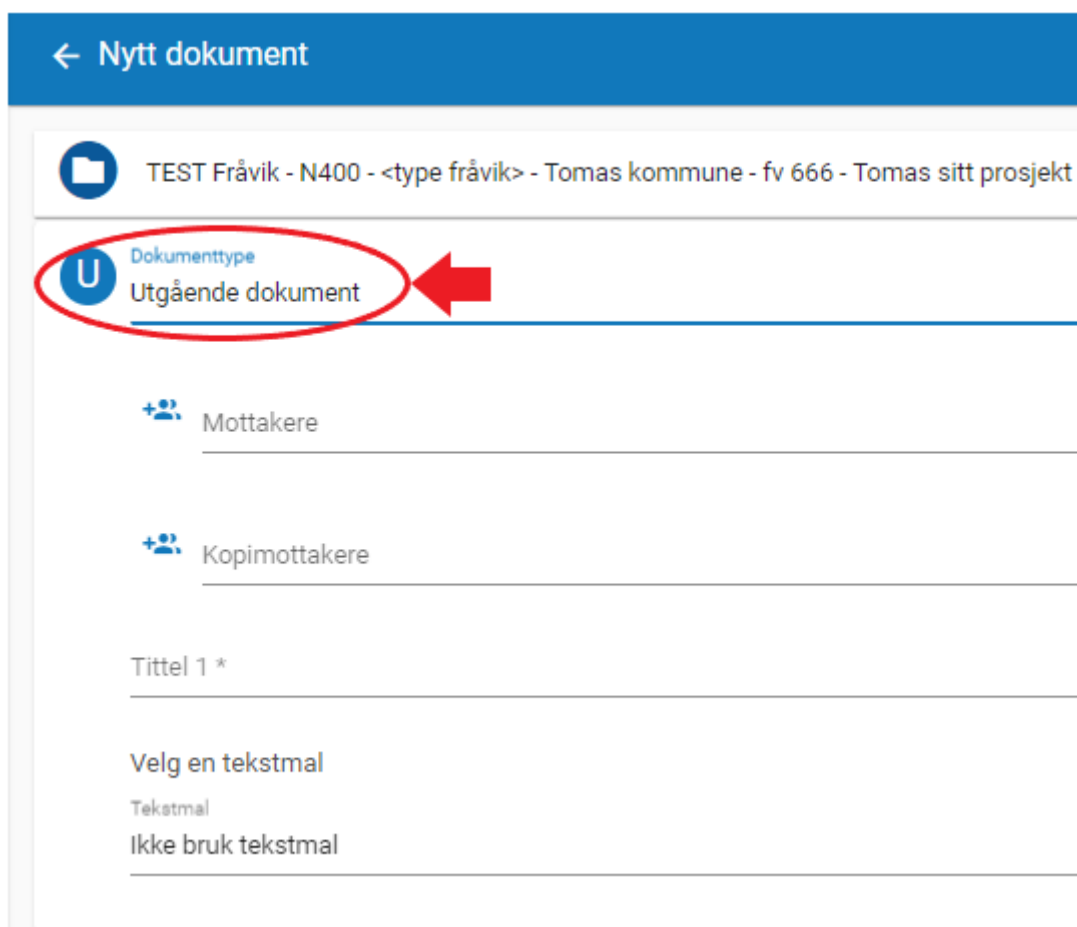 ← Nytt dokument
TEST Fråvik - N400 - <type fråvik> - Tomas kommune - fv 666 - Tomas sitt prosjekt
U
Dokumenttype
Utgående dokument
Mottakere
Kopimottakere
Tittel 1 *
Velg en tekstmal
Tekstmal
Ikke bruk tekstmal